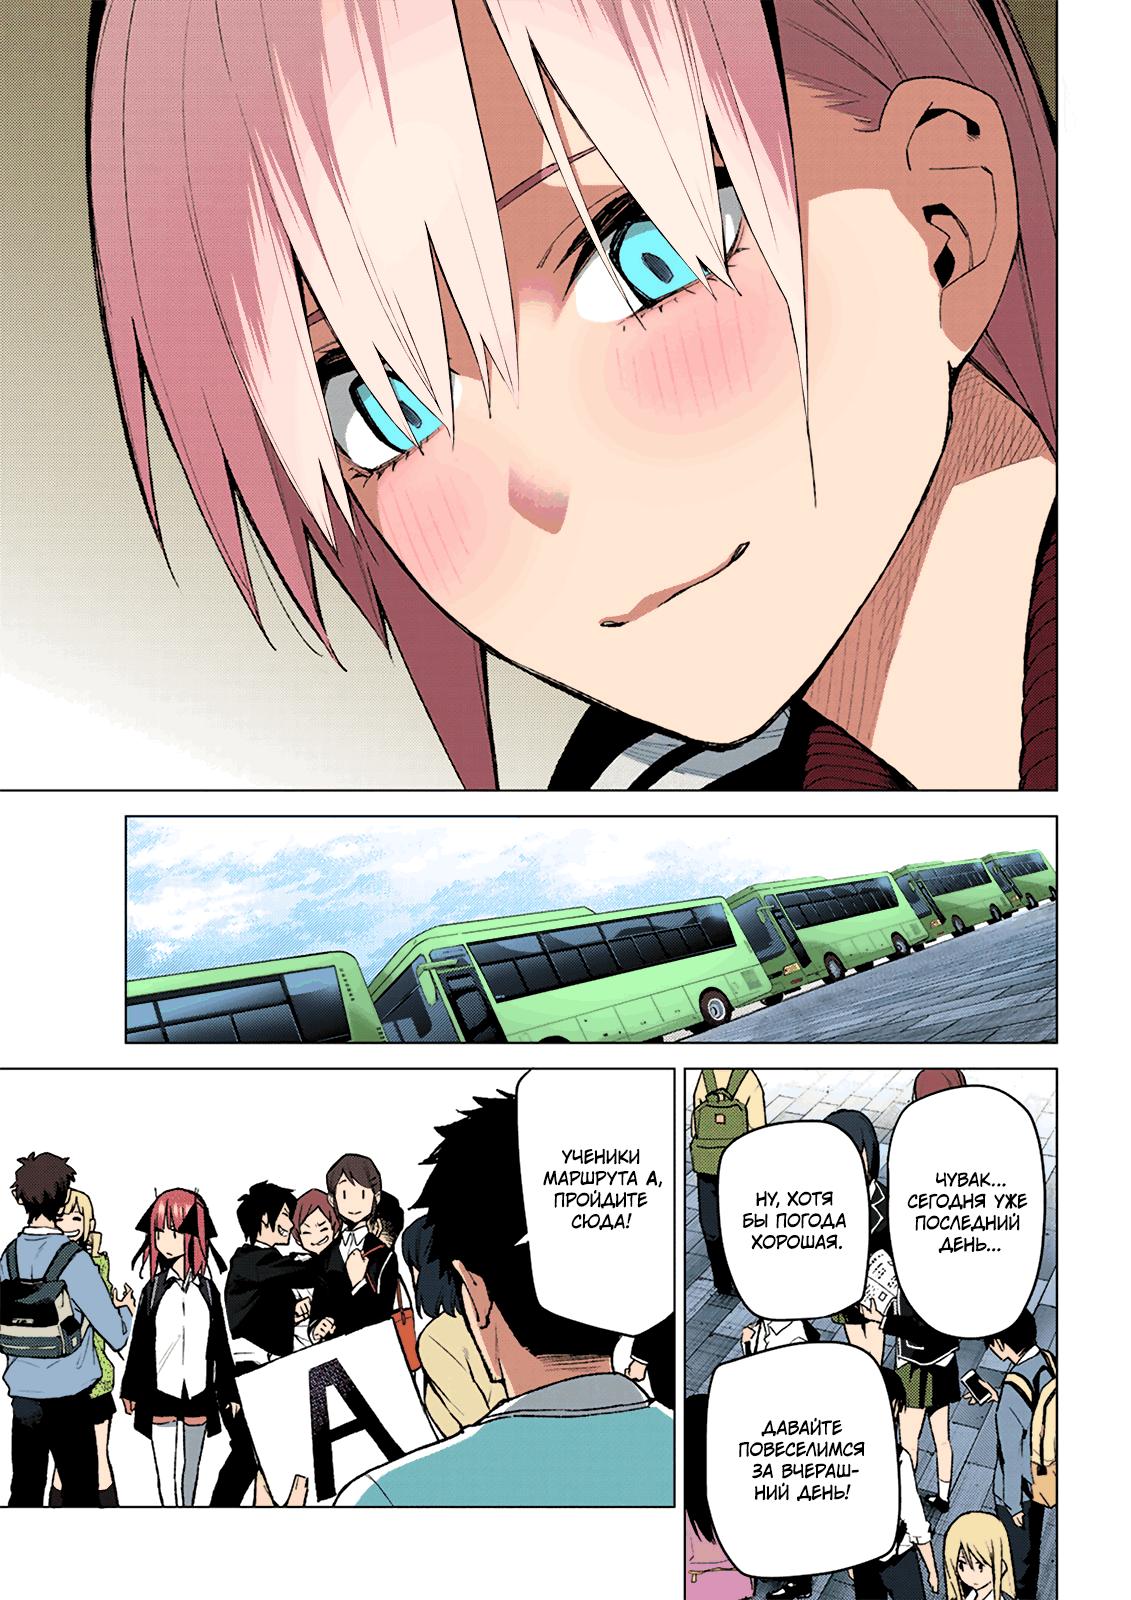 ЧУВАК...
СЕГОДНЯ УЖЕ
ПОСЛЕДНИЙ
ДЕНЬ...
НУ, ХОТЯ
БЫ ПОГОДА
ХОРОШАЯ.
ДАВАЙТЕ
ПОВЕСЕЛИМСЯ
ЗА ВЧЕРАШ-
НИЙ ДЕНЬ!
УЧЕНИКИ
МАРШРУТА А,
ПРОЙДИТЕ
СЮДА!
А